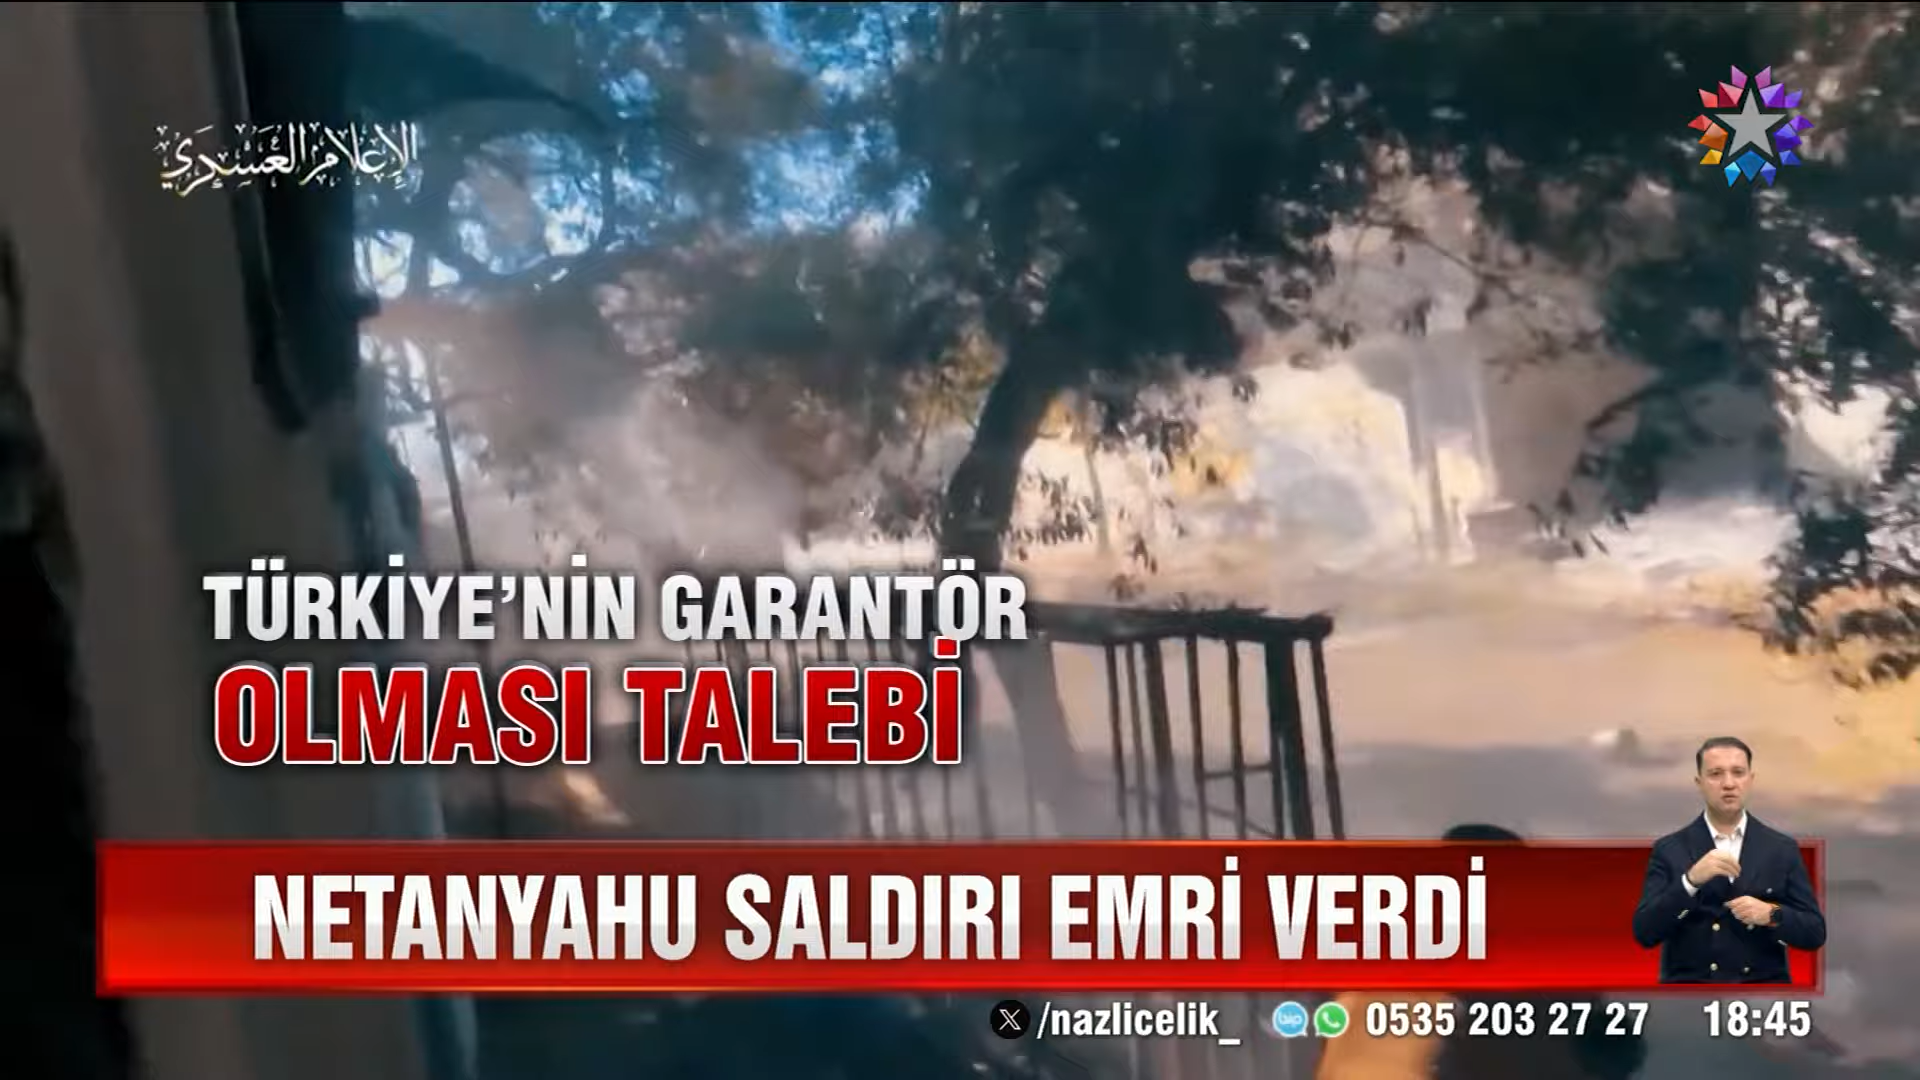 الإعلام العسكري
TÜRKİYE'NİN GARANTÖR
OLMASI TALEBİ
NETANYAHU SALDIRI EMRİ VERDİ
/nazlicelik_ bip 0535 203 27 27 18:45